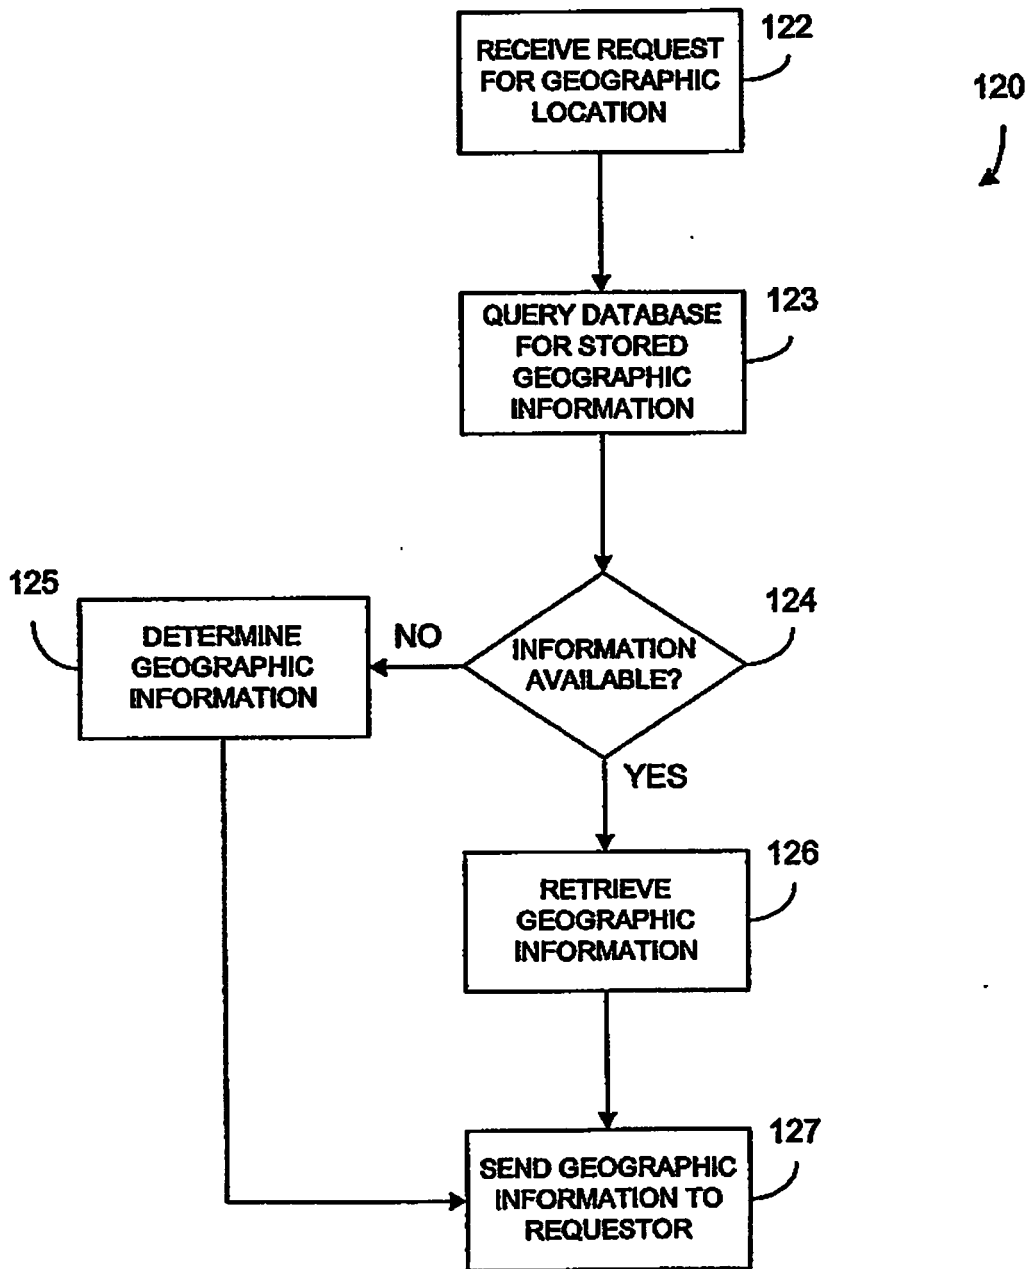 122
RECEIVE REQUEST
FOR GEOGRAPHIC
LOCATION
120
123
QUERY DATABASE
FOR STORED
GEOGRAPHIC
INFORMATION
124
INFORMATION
AVAILABLE?
NO
125
DETERMINE
GEOGRAPHIC
INFORMATION
YES
126
RETRIEVE
GEOGRAPHIC
INFORMATION
127
SEND GEOGRAPHIC
INFORMATION TO
REQUESTOR